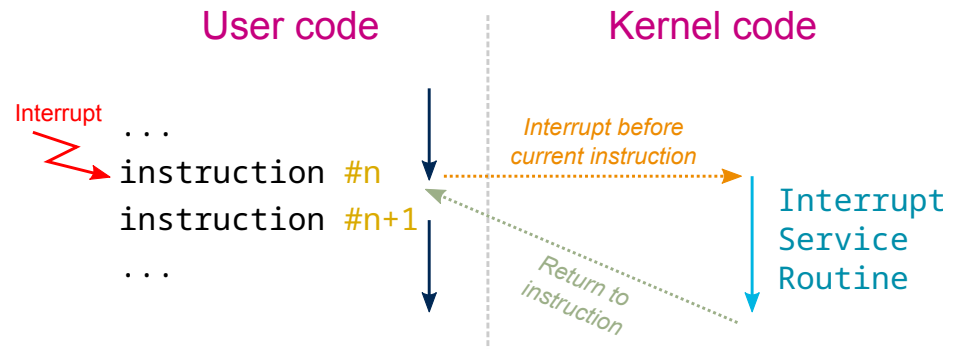 User code
Kernel code
Interrupt
...
instruction #n
instruction #n+1
...
Interrupt before
current instruction
Interrupt
Service
Routine
Return to
instruction